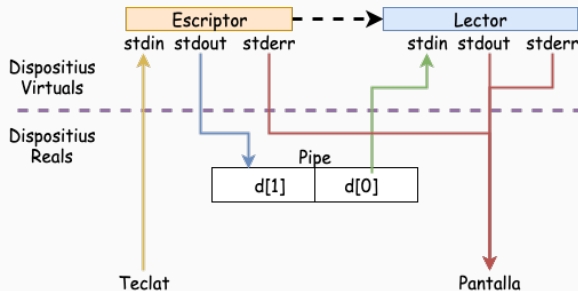 Escriptor
Lector
stdin stdout stderr
stdin stdout stderr
Dispositius
Virtuals
Dispositius
Reals
Pipe
d[1]
d[0]
Teclat
Pantalla